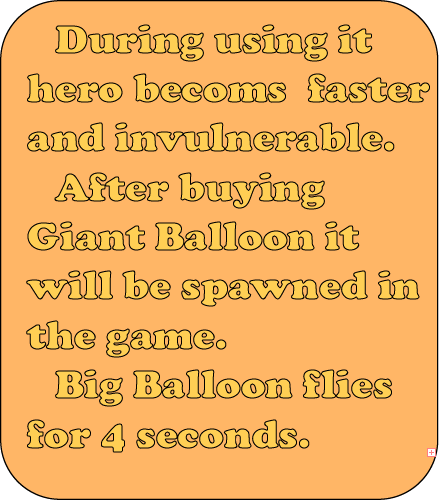 During using it
hero becoms faster
and invulnerable.
After buying
Giant Balloon it
will be spawned in
the game.
Big Balloon flies
for 4 seconds.